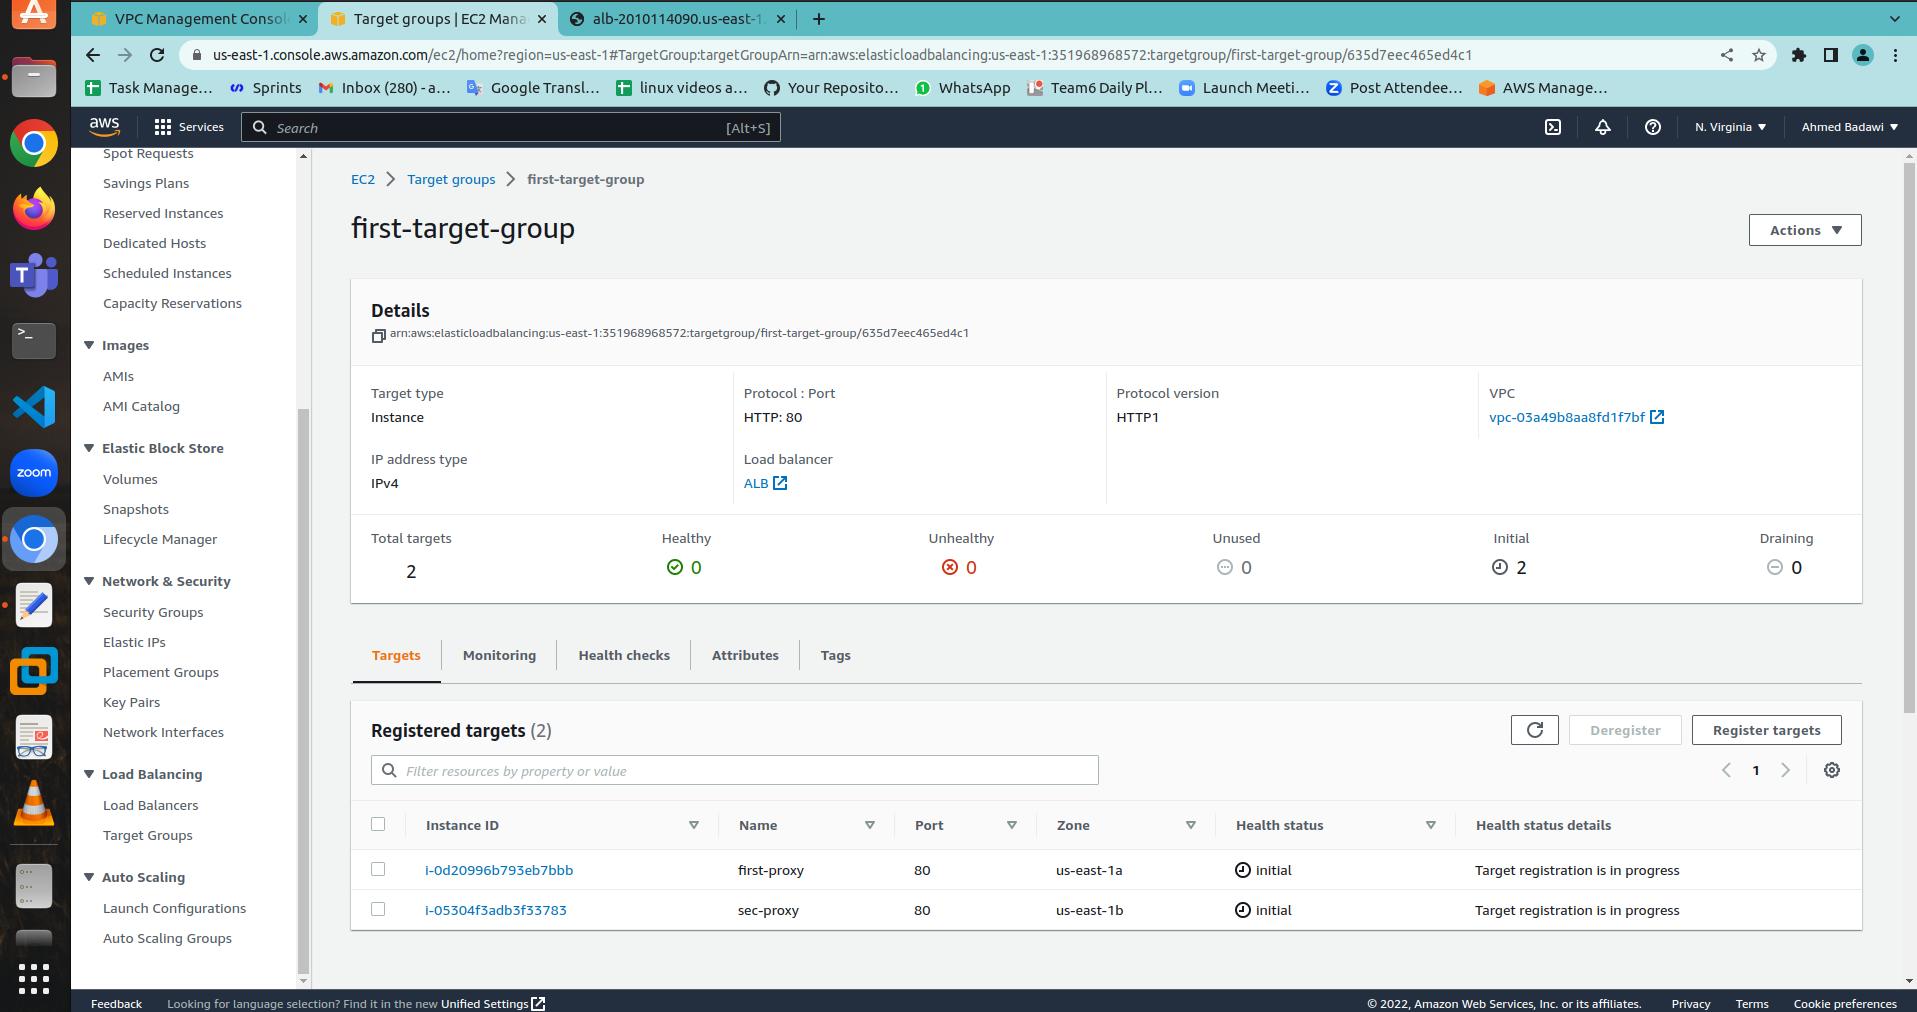 VPC Management Consol
Target groups | EC2 Mana
alb-2010114090.us-east-1.
us-east-1.console.aws.amazon.com/ec2/home?region=us-east-1#TargetGroup:targetGroupArn=arn:aws:elasticloadbalancing:us-east-1:351968968572:targetgroup/first-target-group/635d7eec465ed4c1
Task Manage... Sprints Inbox (280) - a... Google Transl... linux videos a... Your Reposito... WhatsApp Team6 Daily Pl... Launch Meeti... Post Attendee... AWS Manage...
aws Services Search [Alt+S] N. Virginia Ahmed Badawi
Spot Requests
Savings Plans
Reserved Instances
Dedicated Hosts
Scheduled Instances
Capacity Reservations
Images
AMIs
AMI Catalog
Elastic Block Store
Volumes
Snapshots
Lifecycle Manager
Network & Security
Security Groups
Elastic IPs
Placement Groups
Key Pairs
Network Interfaces
Load Balancing
Load Balancers
Target Groups
Auto Scaling
Launch Configurations
Auto Scaling Groups
zoom
EC2 Target groups first-target-group
first-target-group
Actions
Details
arn:aws:elasticloadbalancing:us-east-1:351968968572:targetgroup/first-target-group/635d7eec465ed4c1
Target type Protocol : Port Protocol version VPC
Instance HTTP: 80 HTTP1 vpc-03a49b8aa8fd1f7bf
IP address type Load balancer
IPv4 ALB
Total targets Healthy Unhealthy Unused Initial Draining
2 0 0 0 2 0
Targets Monitoring Health checks Attributes Tags
Registered targets (2) Deregister Register targets
Filter resources by property or value 1
Instance ID Name Port Zone Health status Health status details
i-0d20996b793eb7bbb first-proxy 80 us-east-1a initial Target registration is in progress
i-05304f3adb3f33783 sec-proxy 80 us-east-1b initial Target registration is in progress
Feedback Looking for language selection? Find it in the new Unified Settings © 2022, Amazon Web Services, Inc. or its affiliates. Privacy Terms Cookie preferences